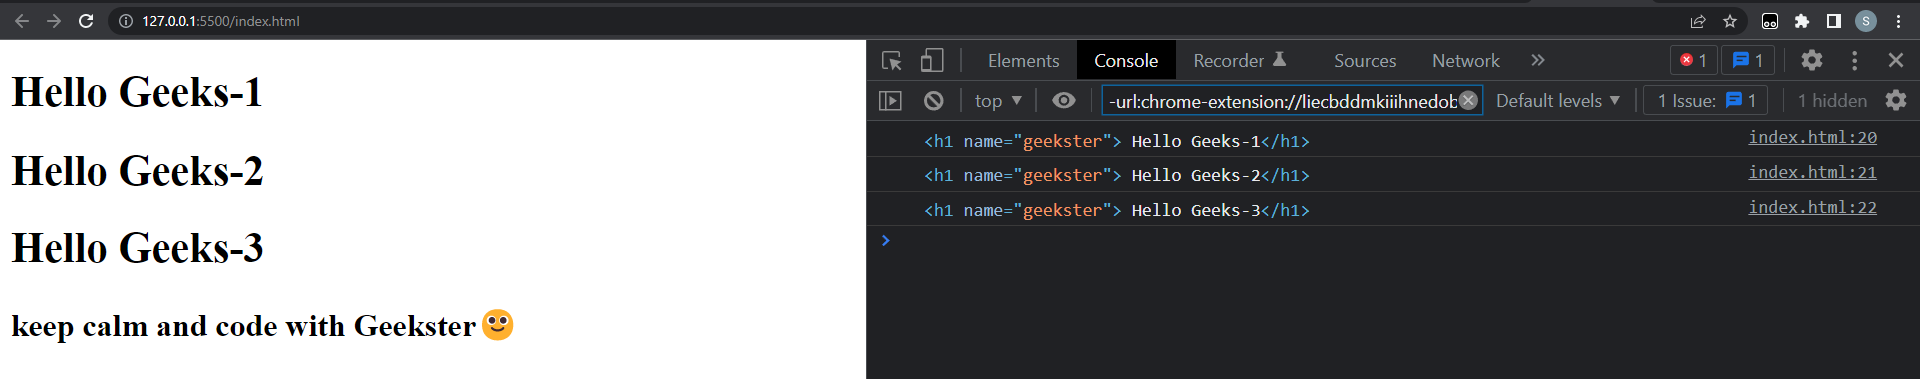 127.0.0.1:5500/index.html
S
Hello Geeks-1
Hello Geeks-2
Hello Geeks-3
keep calm and code with Geekster
Elements Console Recorder Sources Network » 1 1
top -url:chrome-extension://liecbddmkiiihnedob Default levels 1 Issue: 1 1 hidden
<h1 name="geekster"> Hello Geeks-1</h1> index.html:20
<h1 name="geekster"> Hello Geeks-2</h1> index.html:21
<h1 name="geekster"> Hello Geeks-3</h1> index.html:22